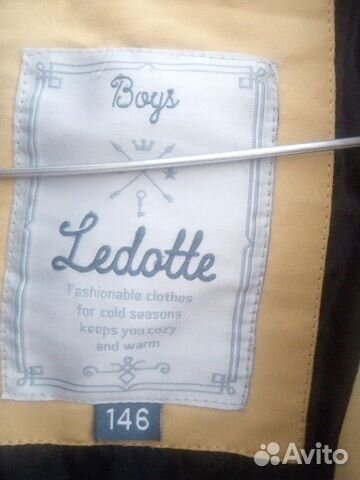 Boys
Ledotte
Fashionable clothes
for cold seasons
keeps you cozy
and warm
146
Avito